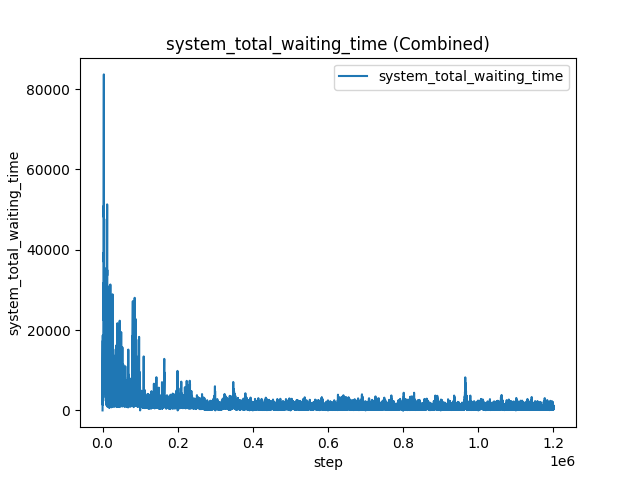 system_total_waiting_time (Combined)
system_total_waiting_time
system_total_waiting_time
80000
60000
40000
20000
0
0.0 0.2 0.4 0.6 0.8 1.0 1.2
1e6
step